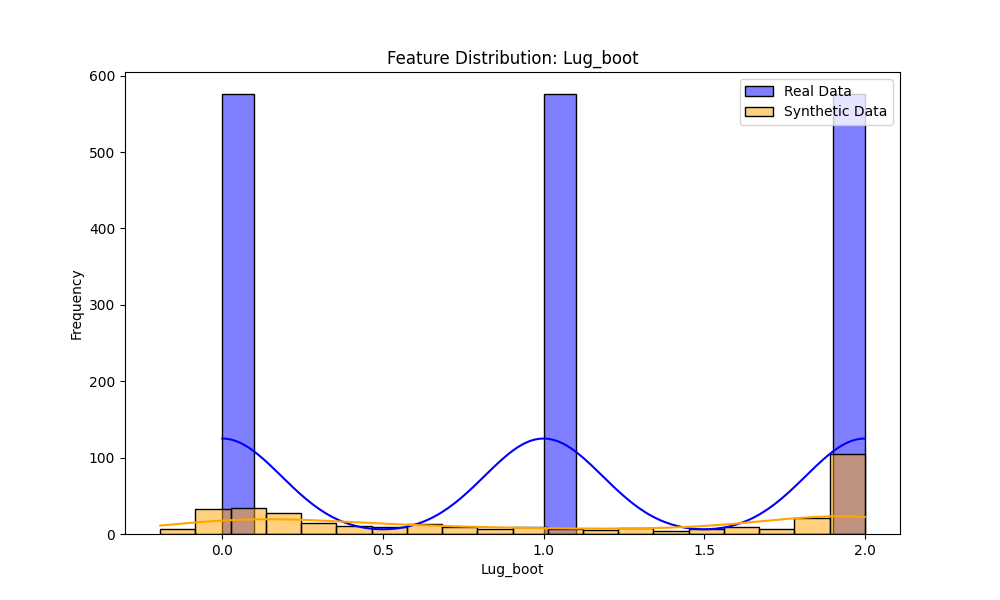 Feature Distribution: Lug_boot
Real Data
Synthetic Data
600
500
400
300
200
100
0
Frequency
0.0 0.5 1.0 1.5 2.0
Lug_boot